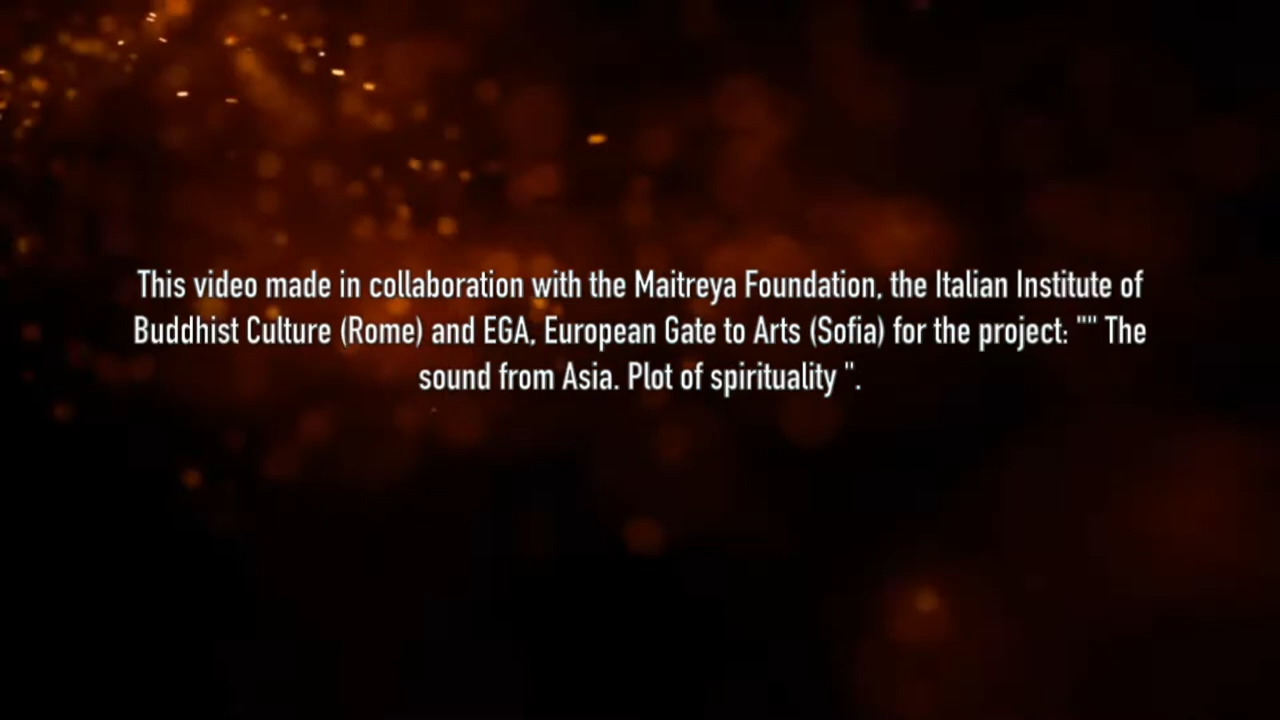 This video made in collaboration with the Maitreya Foundation, the Italian Institute of
Buddhist Culture (Rome) and EGA, European Gate to Arts (Sofia) for the project: "" The
sound from Asia. Plot of spirituality ".